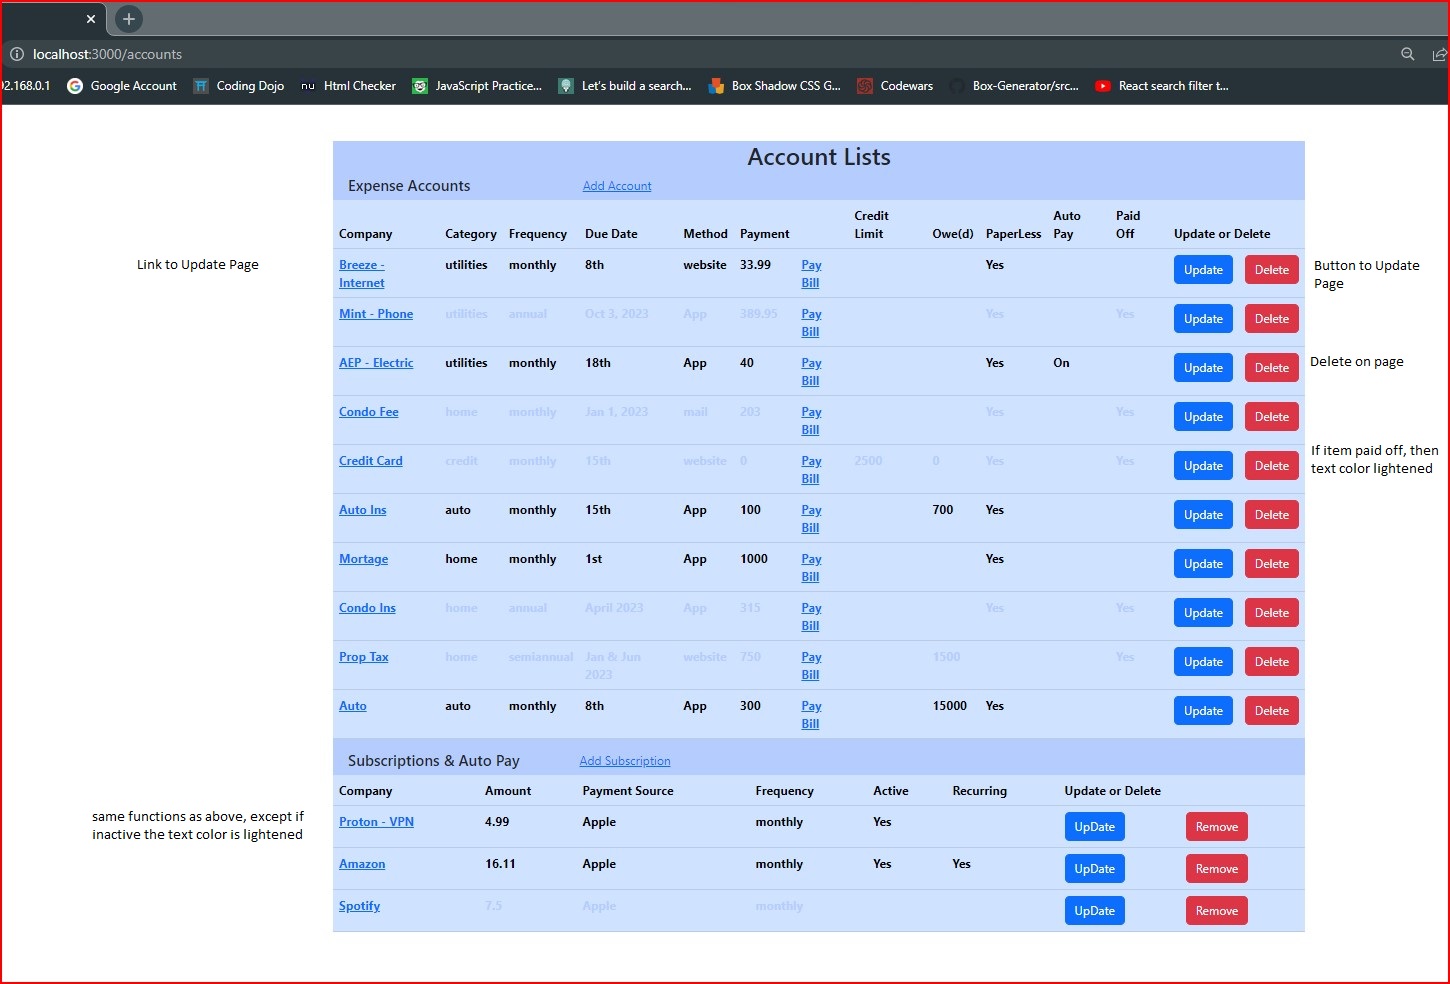 localhost:3000/accounts
02.168.0.1 Google Account Coding Dojo nu Html Checker JavaScript Practice... Let's build a search... Box Shadow CSS G... Codewars Box-Generator/src... React search filter t...
Account Lists
Expense Accounts Add Account
Company Category Frequency Due Date Method Payment Credit Limit Owe(d) PaperLess Auto Pay Paid Off Update or Delete
Link to Update Page
Breeze - Internet utilities monthly 8th website 33.99 Pay Bill Yes Update Delete
Button to Update
Page
Mint - Phone utilities annual Oct 3, 2023 App 389.95 Pay Bill Yes Yes Update Delete
AEP - Electric utilities monthly 18th App 40 Pay Bill Yes On Update Delete
Delete on page
Condo Fee home monthly Jan 1, 2023 mail 203 Pay Bill Yes Yes Update Delete
Credit Card credit monthly 15th website 0 Pay Bill 2500 0 Yes Yes Update Delete
If item paid off, then
text color lightened
Auto Ins auto monthly 15th App 100 Pay Bill 700 Yes Update Delete
Mortage home monthly 1st App 1000 Pay Bill Yes Update Delete
Condo Ins home annual April 2023 App 315 Pay Bill Yes Yes Update Delete
Prop Tax home semiannual Jan & Jun 2023 website 750 Pay Bill 1500 Yes Update Delete
Auto auto monthly 8th App 300 Pay Bill 15000 Yes Update Delete
Subscriptions & Auto Pay Add Subscription
Company Amount Payment Source Frequency Active Recurring Update or Delete
same functions as above, except if
inactive the text color is lightened
Proton - VPN 4.99 Apple monthly Yes UpDate Remove
Amazon 16.11 Apple monthly Yes Yes UpDate Remove
Spotify 7.5 Apple monthly UpDate Remove